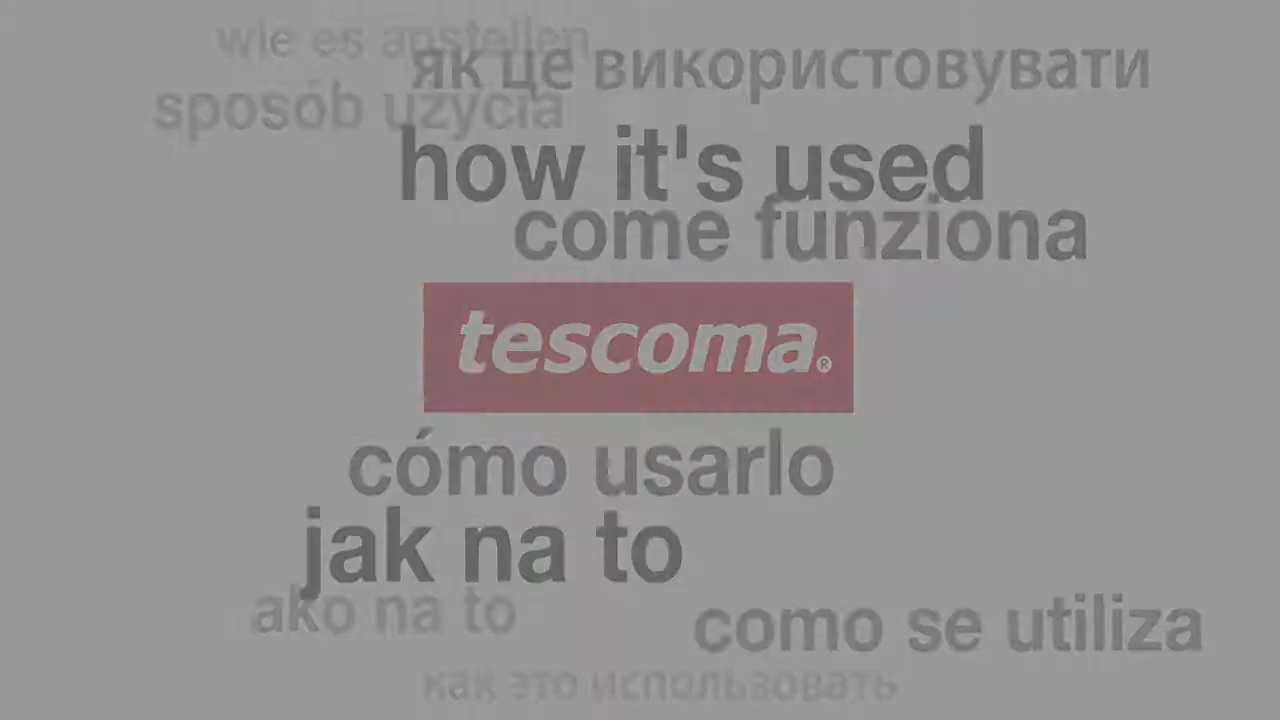 wie es anstellen
як це використовувати
sposób użycia
how it's used
come funziona
tescoma.®
cómo usarlo
jak na to
ako na to
como se utiliza
как это использовать